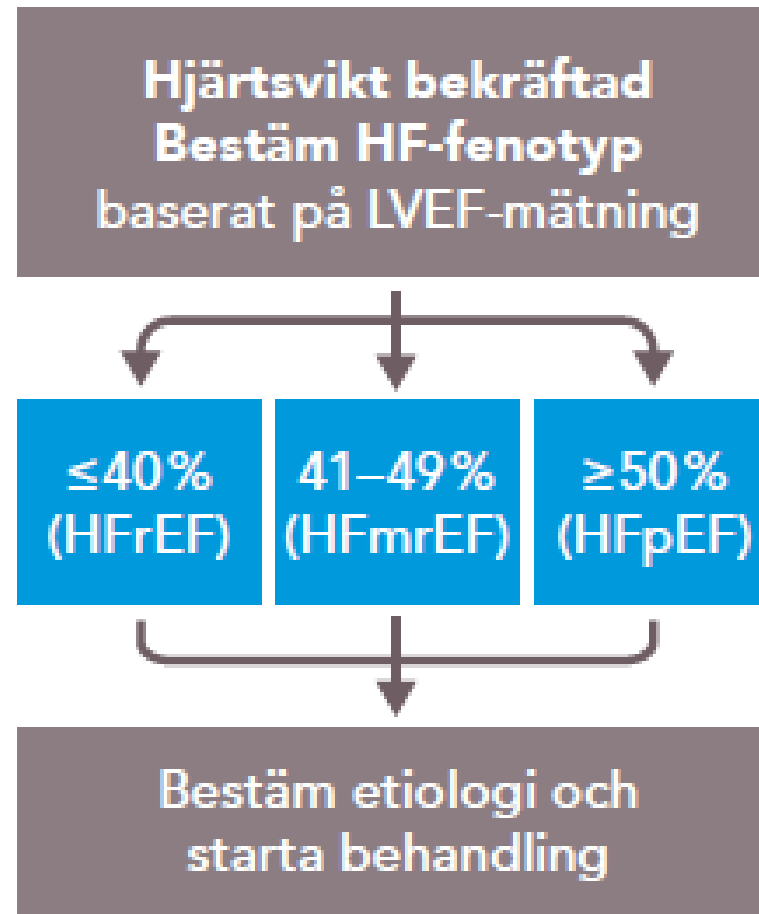 Hjärtsvikt bekräftad
Bestäm HF-fenotyp
baserat på LVEF-mätning
≤40%
(HFrEF)
41–49%
(HFmrEF)
≥50%
(HFpEF)
Bestäm etiologi och
starta behandling